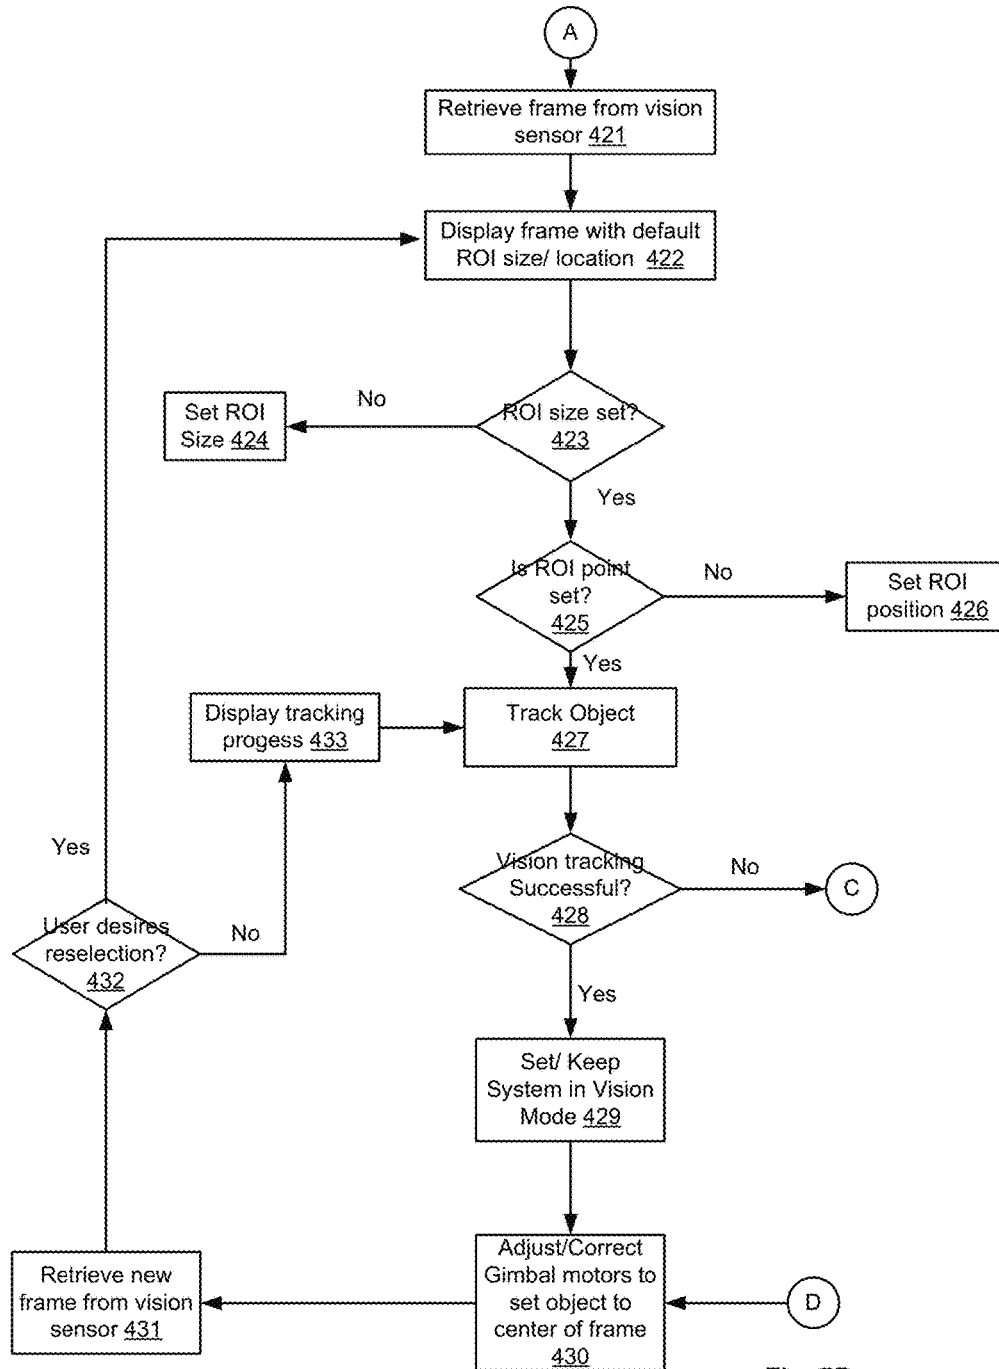 A
Retrieve frame from vision
sensor 421
Display frame with default
ROI size/ location 422
No
Set ROI
Size 424
ROI size set?
423
Yes
Is ROI point
set?
425
No
Set ROI
position 426
Yes
Display tracking
progess 433
Track Object
427
Yes
Vision tracking
Successful?
428
No
C
User desires
reselection?
432
No
Yes
Set/ Keep
System in Vision
Mode 429
Adjust/Correct
Gimbal motors to
set object to
center of frame
430
Retrieve new
frame from vision
sensor 431
D